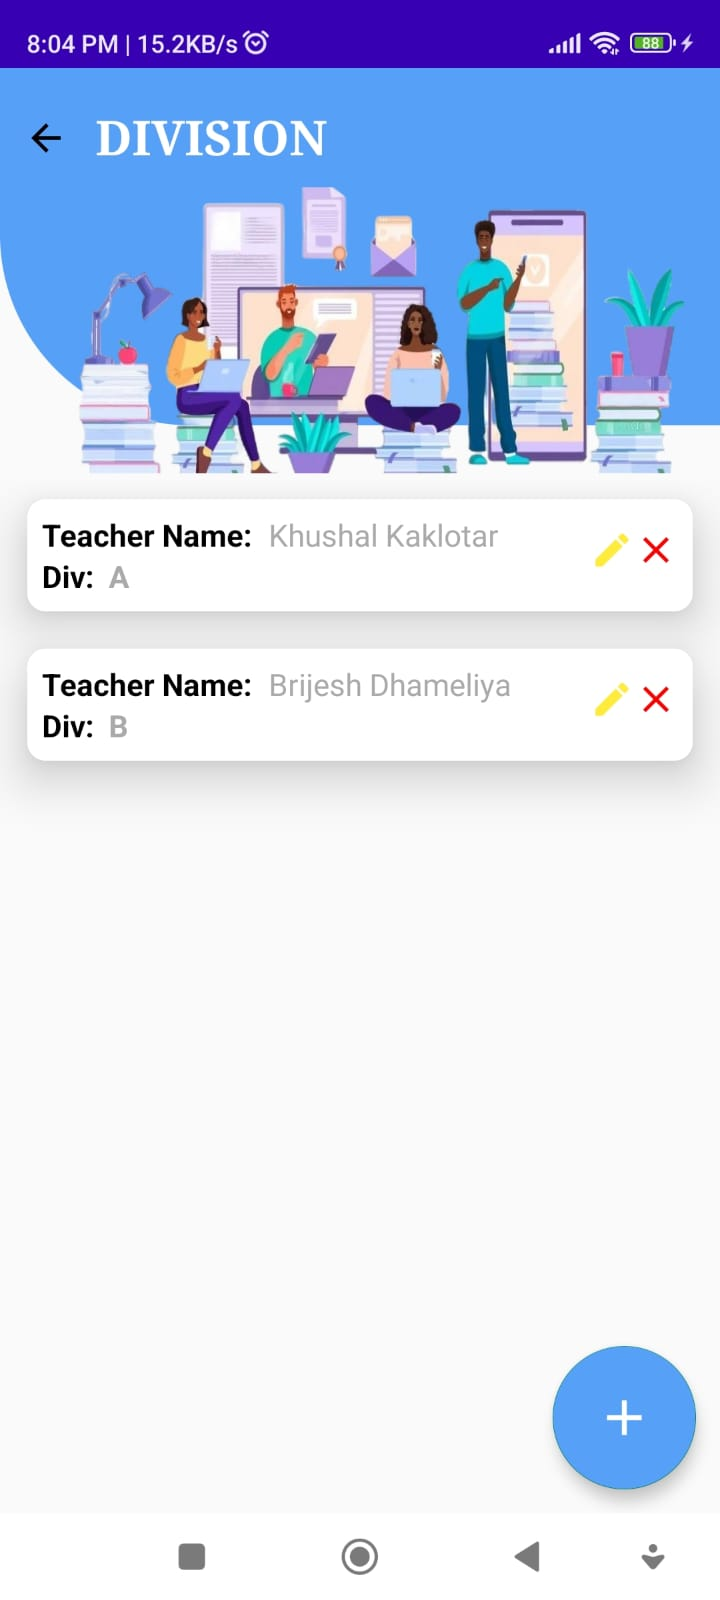 8:04 PM | 15.2KB/s 88
DIVISION
Teacher Name: Khushal Kaklotar
Div: A
Teacher Name: Brijesh Dhameliya
Div: B